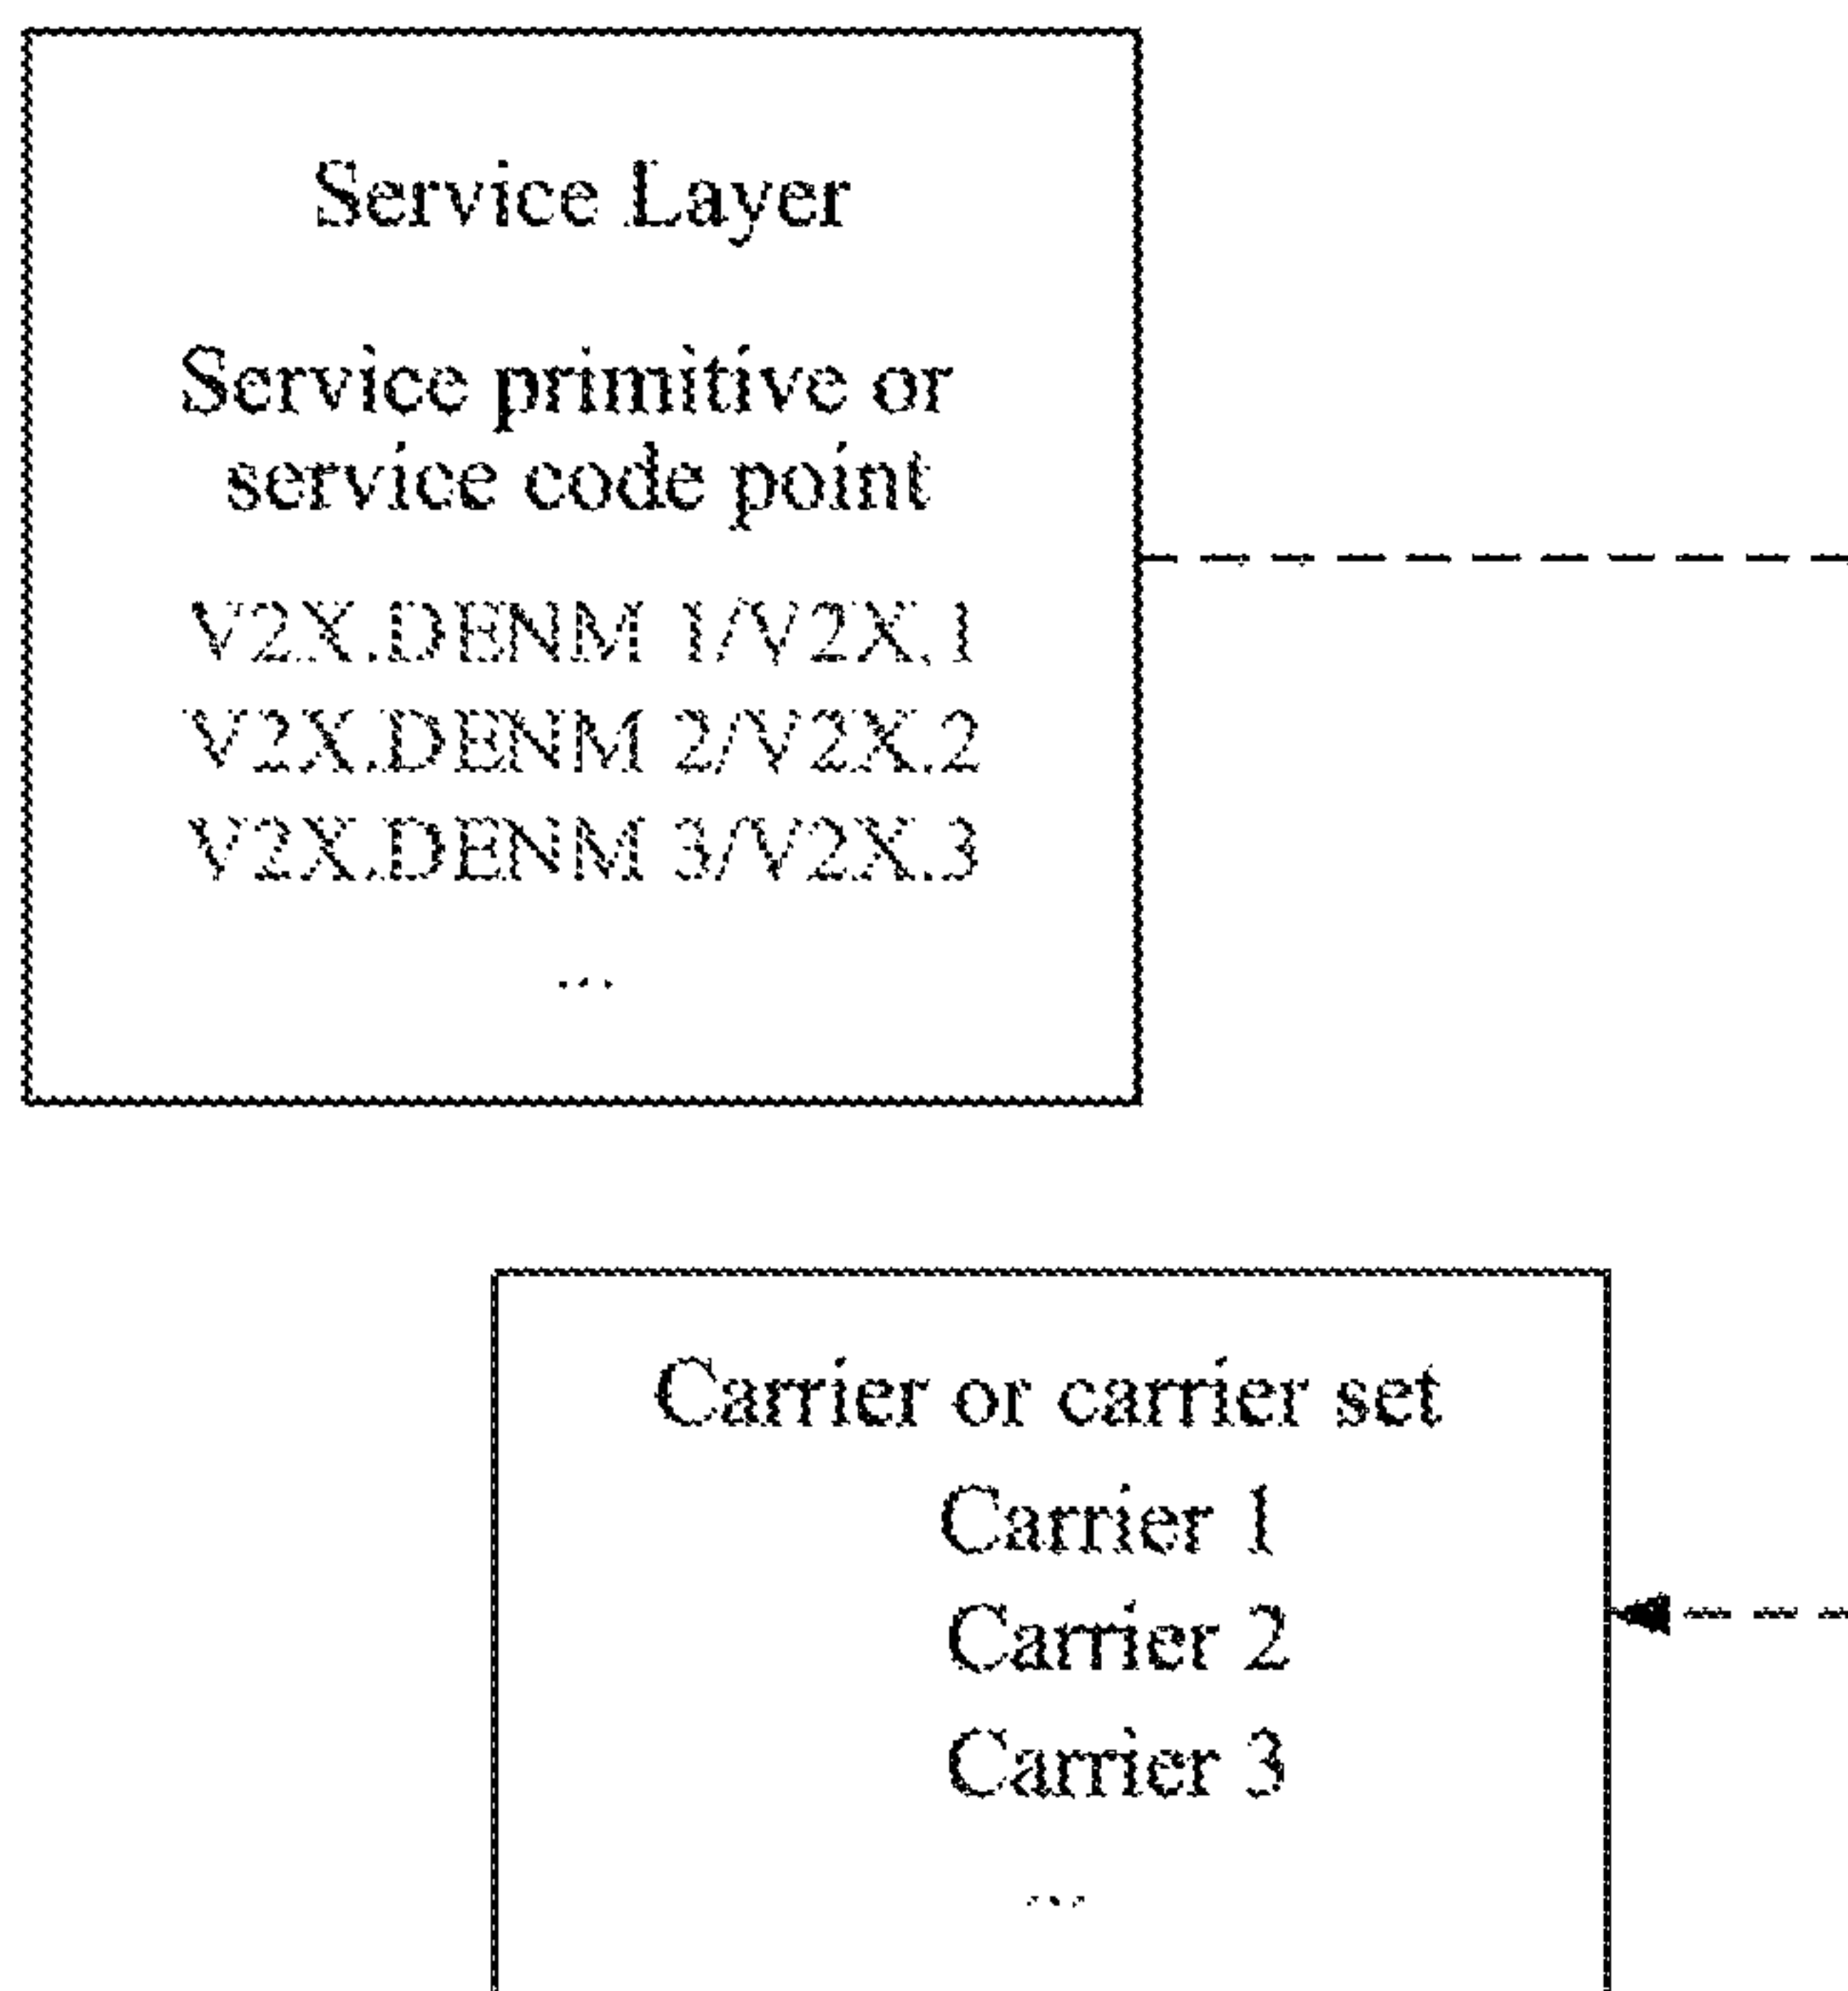 Service Layer
Service primitive or
service code point
V2X.DENM 1/V2X.1
V2X.DENM 2/V2X.2
V2X.DENM 3/V2X.3
...
Carrier or carrier set
Carrier 1
Carrier 2
Carrier 3
...